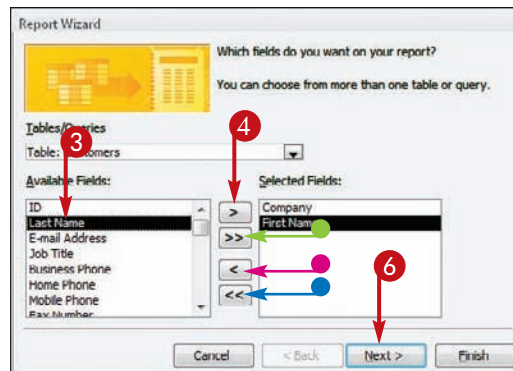 Report Wizard
Which fields do you want on your report?
You can choose from more than one table or query.
Tables/Queries
3
4
Table: Customers
Available Fields:
Selected Fields:
ID
Last Name
E-mail Address
Job Title
Business Phone
Home Phone
Mobile Phone
Fax Number
>
>>
<
<<
Company
First Name
6
Cancel
< Back
Next >
Finish